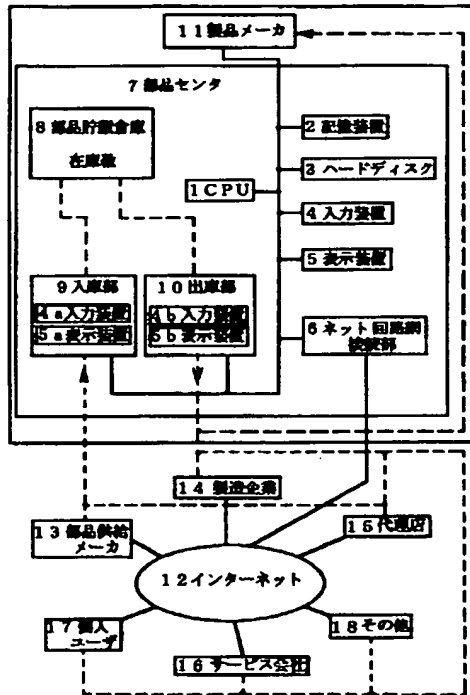 11製品メーカ
7部品センタ
8部品貯蔵倉庫
在庫数
2記憶装置
3ハードディスク
1CPU
4入力装置
5表示装置
9入庫部
4a入力装置
5a表示装置
10出庫部
4b入力装置
5b表示装置
6ネット回路網
接続部
14製造企業
13部品供給
メーカ
15代理店
12インターネット
17個人
ユーザ
18その他
16サービス会社